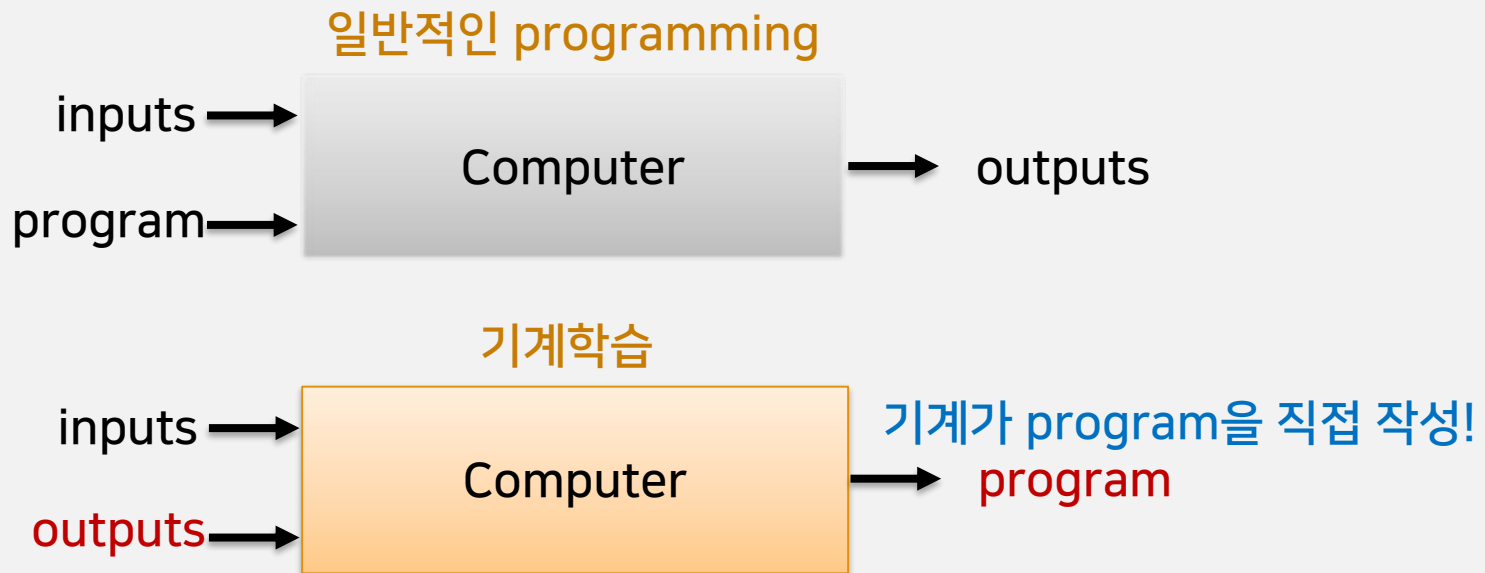 일반적인 programming
inputs
Computer
outputs
program
기계학습
inputs
기계가 program을 직접 작성!
Computer
program
outputs